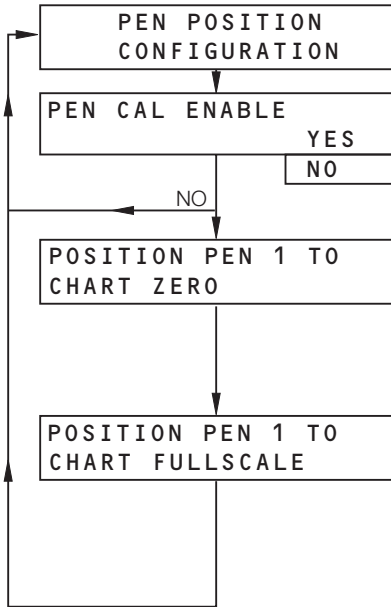 PEN POSITION
CONFIGURATION
PEN CAL ENABLE
YES
NO
NO
POSITION PEN 1 TO
CHART ZERO
POSITION PEN 1 TO
CHART FULLSCALE